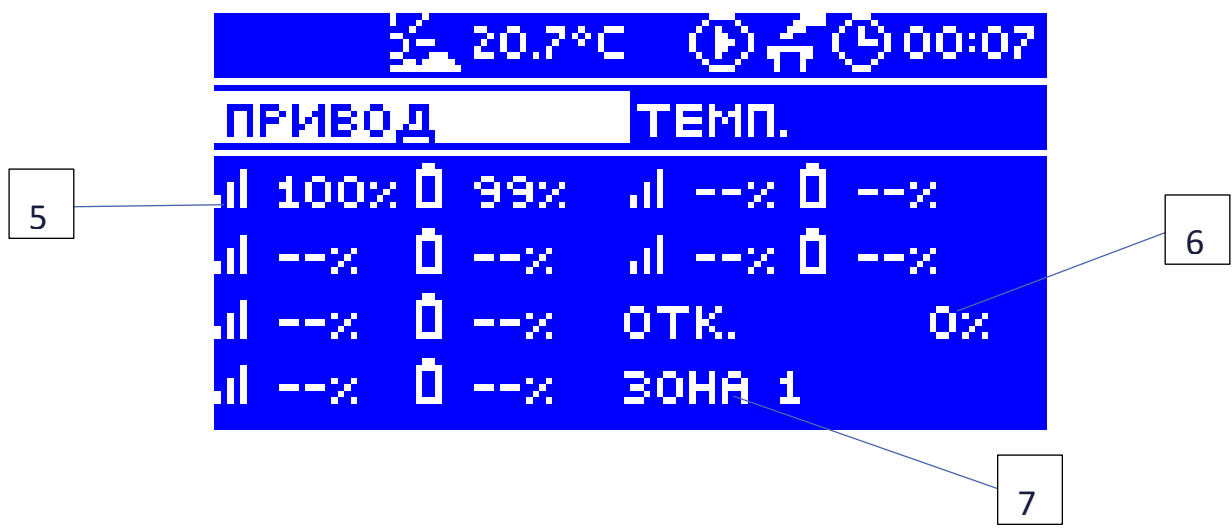 20.7°C 00:07
ПРИВОД ТЕМП.
100% 99% --% --%
5
--% --% --% --%
6
--% --% ОТК. 0%
--% --% ЗОНА 1
7